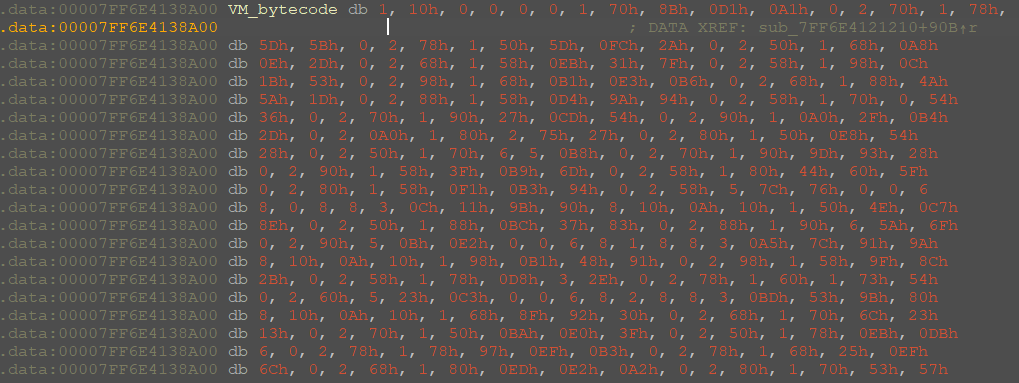 .data:00007FF6E4138A00 VM_bytecode db 1, 10h, 0, 0, 0, 0, 1, 70h, 8Bh, 0D1h, 0A1h, 0, 2, 70h, 1, 78h,
.data:00007FF6E4138A00 ; DATA XREF: sub_7FF6E4121210+90B↑r
.data:00007FF6E4138A00 db 5Dh, 5Bh, 0, 2, 78h, 1, 50h, 5Dh, 0FCh, 2Ah, 0, 2, 50h, 1, 68h, 0A8h
.data:00007FF6E4138A00 db 0Eh, 2Dh, 0, 2, 68h, 1, 58h, 0EBh, 31h, 7Fh, 0, 2, 58h, 1, 98h, 0Ch
.data:00007FF6E4138A00 db 1Bh, 53h, 0, 2, 98h, 1, 68h, 0B1h, 0E3h, 0B6h, 0, 2, 68h, 1, 88h, 4Ah
.data:00007FF6E4138A00 db 5Ah, 1Dh, 0, 2, 88h, 1, 58h, 0D4h, 9Ah, 94h, 0, 2, 58h, 1, 70h, 0, 54h
.data:00007FF6E4138A00 db 36h, 0, 2, 70h, 1, 90h, 27h, 0CDh, 54h, 0, 2, 90h, 1, 0A0h, 2Fh, 0B4h
.data:00007FF6E4138A00 db 2Dh, 0, 2, 0A0h, 1, 80h, 2, 75h, 27h, 0, 2, 80h, 1, 50h, 0E8h, 54h
.data:00007FF6E4138A00 db 28h, 0, 2, 50h, 1, 70h, 6, 5, 0B8h, 0, 2, 70h, 1, 90h, 9Dh, 93h, 28h
.data:00007FF6E4138A00 db 0, 2, 90h, 1, 58h, 3Fh, 0B9h, 6Dh, 0, 2, 58h, 1, 80h, 44h, 60h, 5Fh
.data:00007FF6E4138A00 db 0, 2, 80h, 1, 58h, 0F1h, 0B3h, 94h, 0, 2, 58h, 5, 7Ch, 76h, 0, 0, 6
.data:00007FF6E4138A00 db 8, 0, 8, 8, 3, 0Ch, 11h, 9Bh, 90h, 8, 10h, 0Ah, 10h, 1, 50h, 4Eh, 0C7h
.data:00007FF6E4138A00 db 8Eh, 0, 2, 50h, 1, 88h, 0BCh, 37h, 83h, 0, 2, 88h, 1, 90h, 6, 5Ah, 6Fh
.data:00007FF6E4138A00 db 0, 2, 90h, 5, 0Bh, 0E2h, 0, 0, 6, 8, 1, 8, 8, 3, 0A5h, 7Ch, 91h, 9Ah
.data:00007FF6E4138A00 db 8, 10h, 0Ah, 10h, 1, 98h, 0B1h, 48h, 91h, 0, 2, 98h, 1, 58h, 9Fh, 8Ch
.data:00007FF6E4138A00 db 2Bh, 0, 2, 58h, 1, 78h, 0D8h, 3, 2Eh, 0, 2, 78h, 1, 60h, 1, 73h, 54h
.data:00007FF6E4138A00 db 0, 2, 60h, 5, 23h, 0C3h, 0, 0, 6, 8, 2, 8, 8, 3, 0BDh, 53h, 9Bh, 80h
.data:00007FF6E4138A00 db 8, 10h, 0Ah, 10h, 1, 68h, 8Fh, 92h, 30h, 0, 2, 68h, 1, 70h, 6Ch, 23h
.data:00007FF6E4138A00 db 13h, 0, 2, 70h, 1, 50h, 0BAh, 0E0h, 3Fh, 0, 2, 50h, 1, 78h, 0EBh, 0DBh
.data:00007FF6E4138A00 db 6, 0, 2, 78h, 1, 78h, 97h, 0EFh, 0B3h, 0, 2, 78h, 1, 68h, 25h, 0EFh
.data:00007FF6E4138A00 db 6Ch, 0, 2, 68h, 1, 80h, 0EDh, 0E2h, 0A2h, 0, 2, 80h, 1, 70h, 53h, 57h